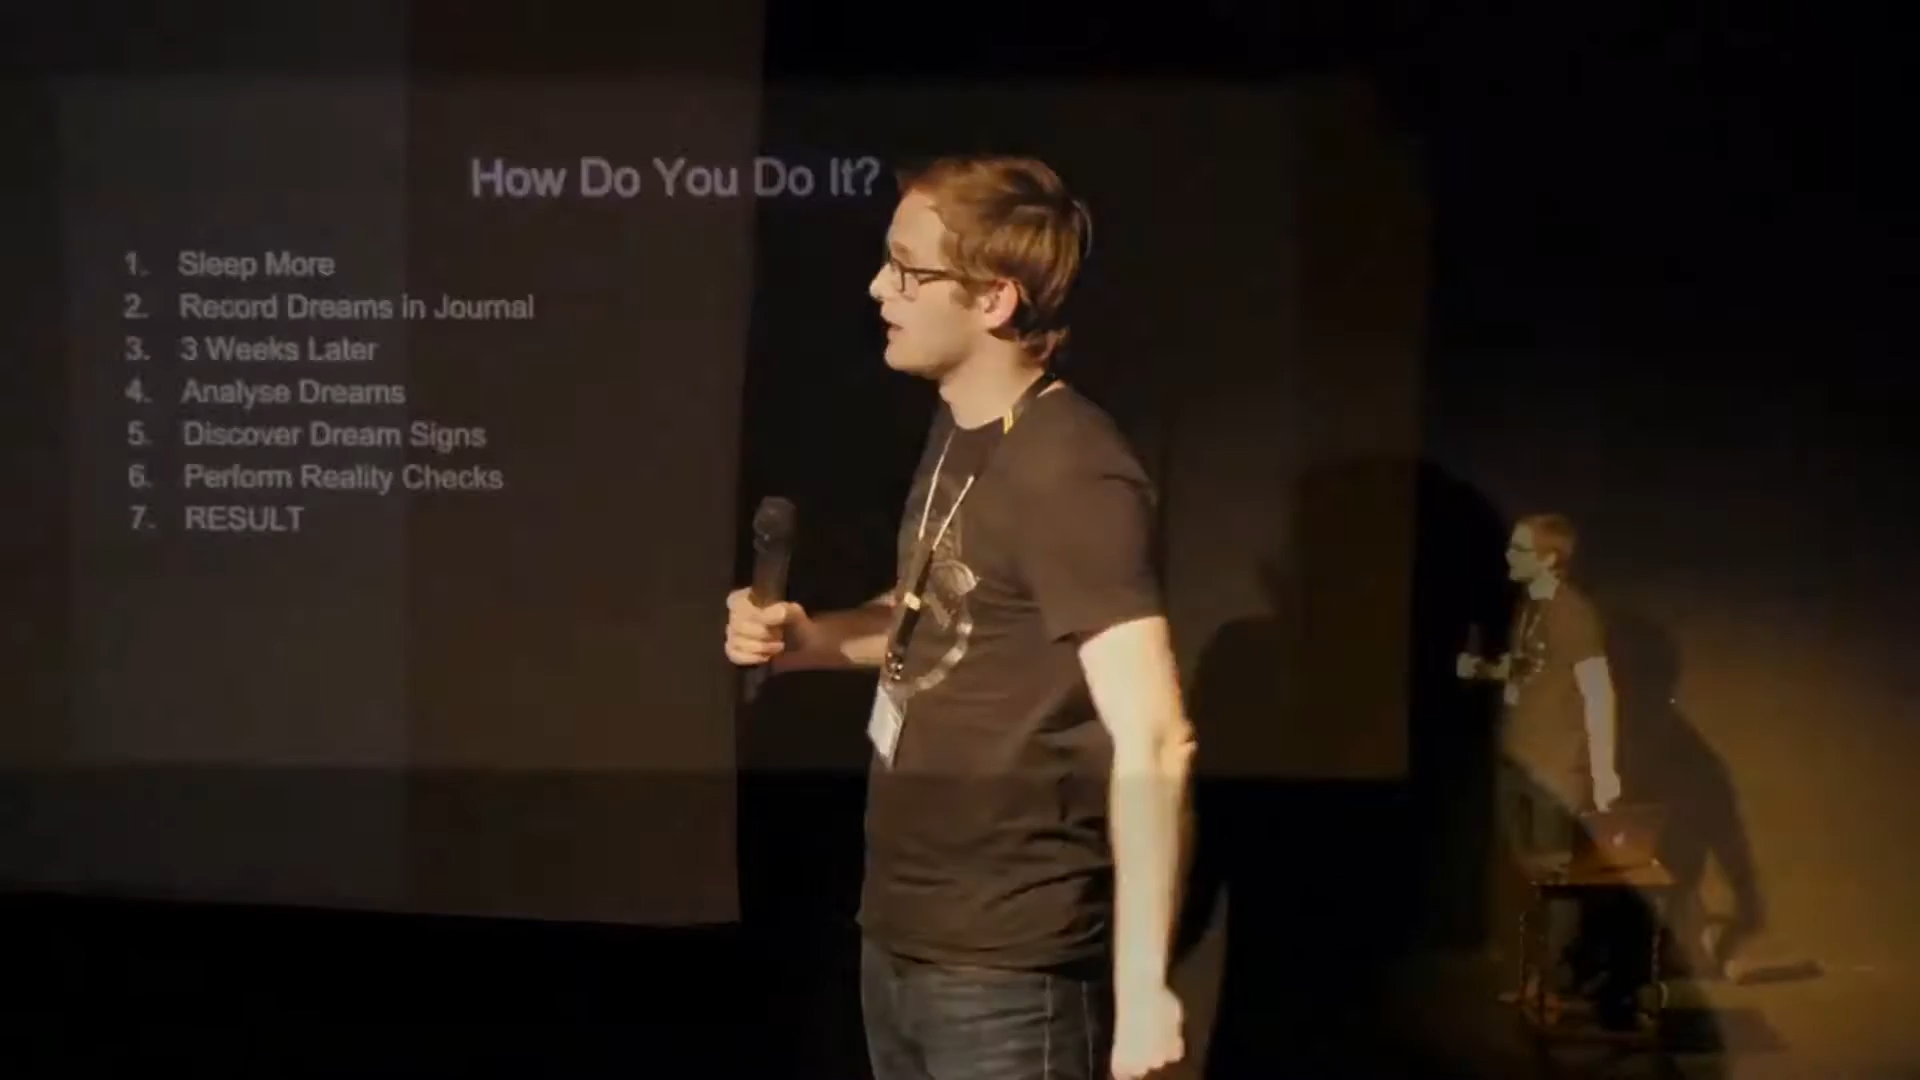 How Do You Do It?
1. Sleep More
2. Record Dreams in Journal
3. 3 Weeks Later
4. Analyse Dreams
5. Discover Dream Signs
6. Perform Reality Checks
7. RESULT